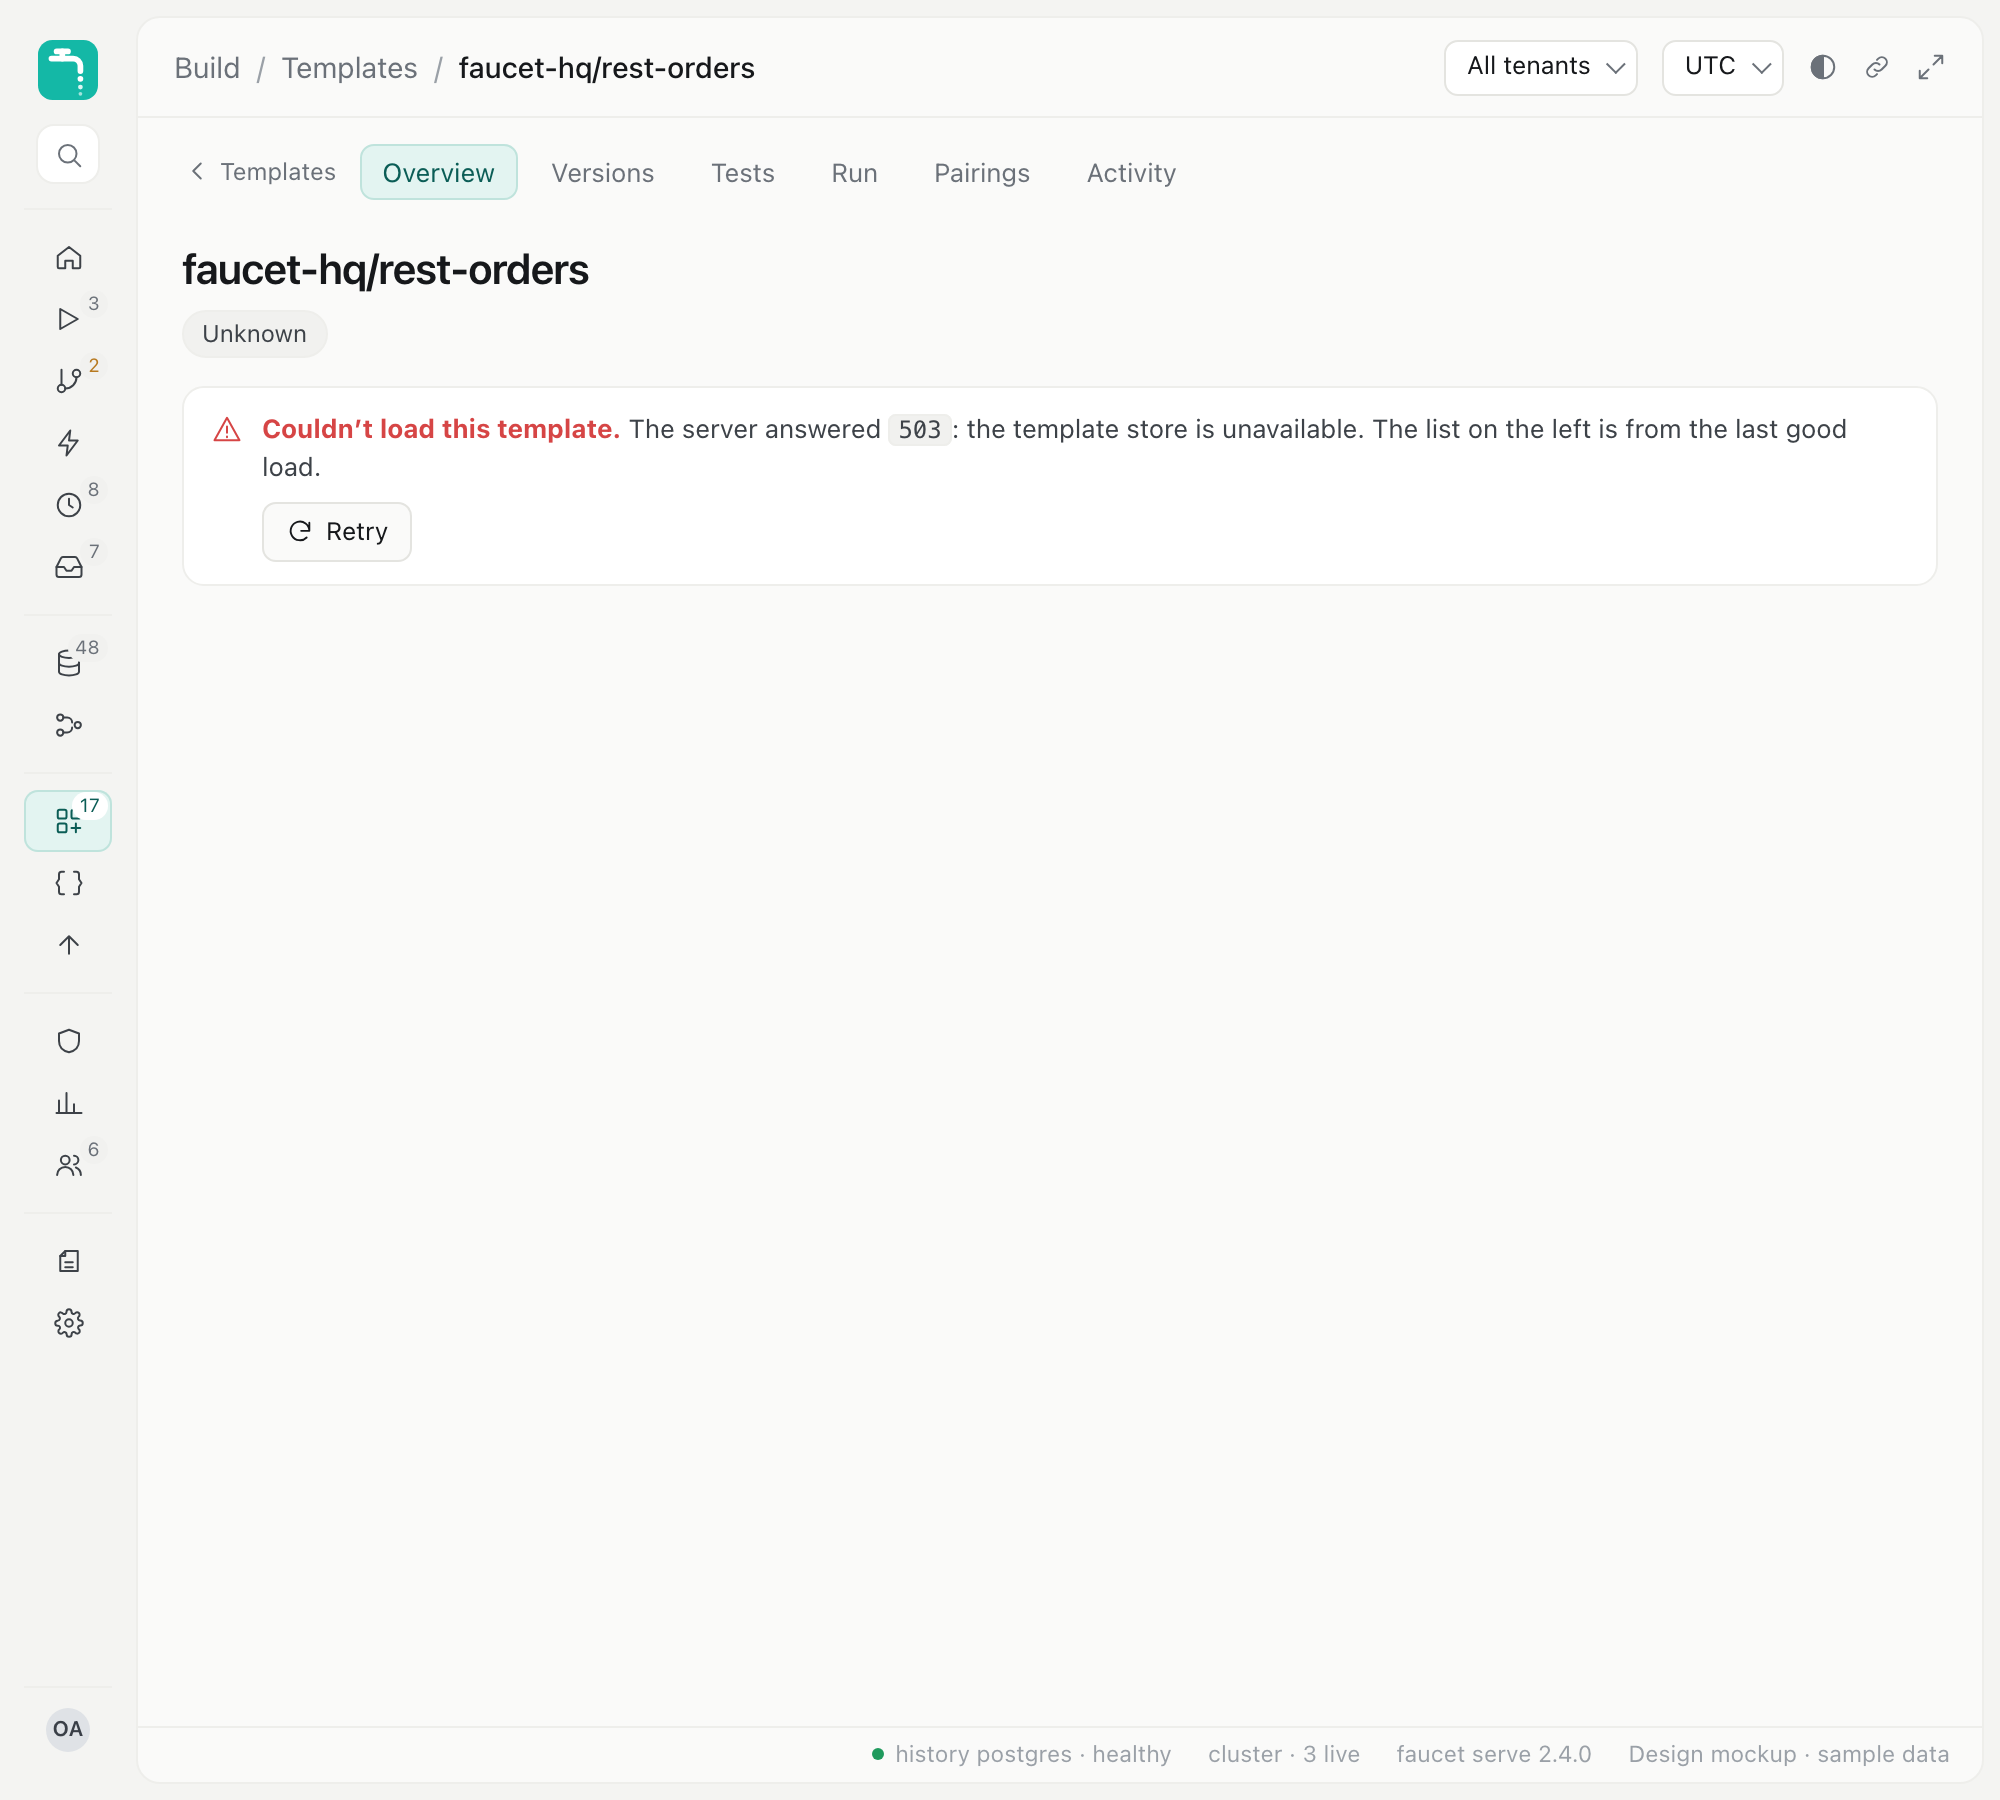 Build / Templates / faucet-hq/rest-orders
All tenants
UTC
Templates
Overview
Versions
Tests
Run
Pairings
Activity
faucet-hq/rest-orders
Unknown
Couldn’t load this template. The server answered 503: the template store is unavailable. The list on the left is from the last good
load.
Retry
3
2
8
7
48
17
6
OA
history postgres · healthy
cluster · 3 live
faucet serve 2.4.0
Design mockup · sample data